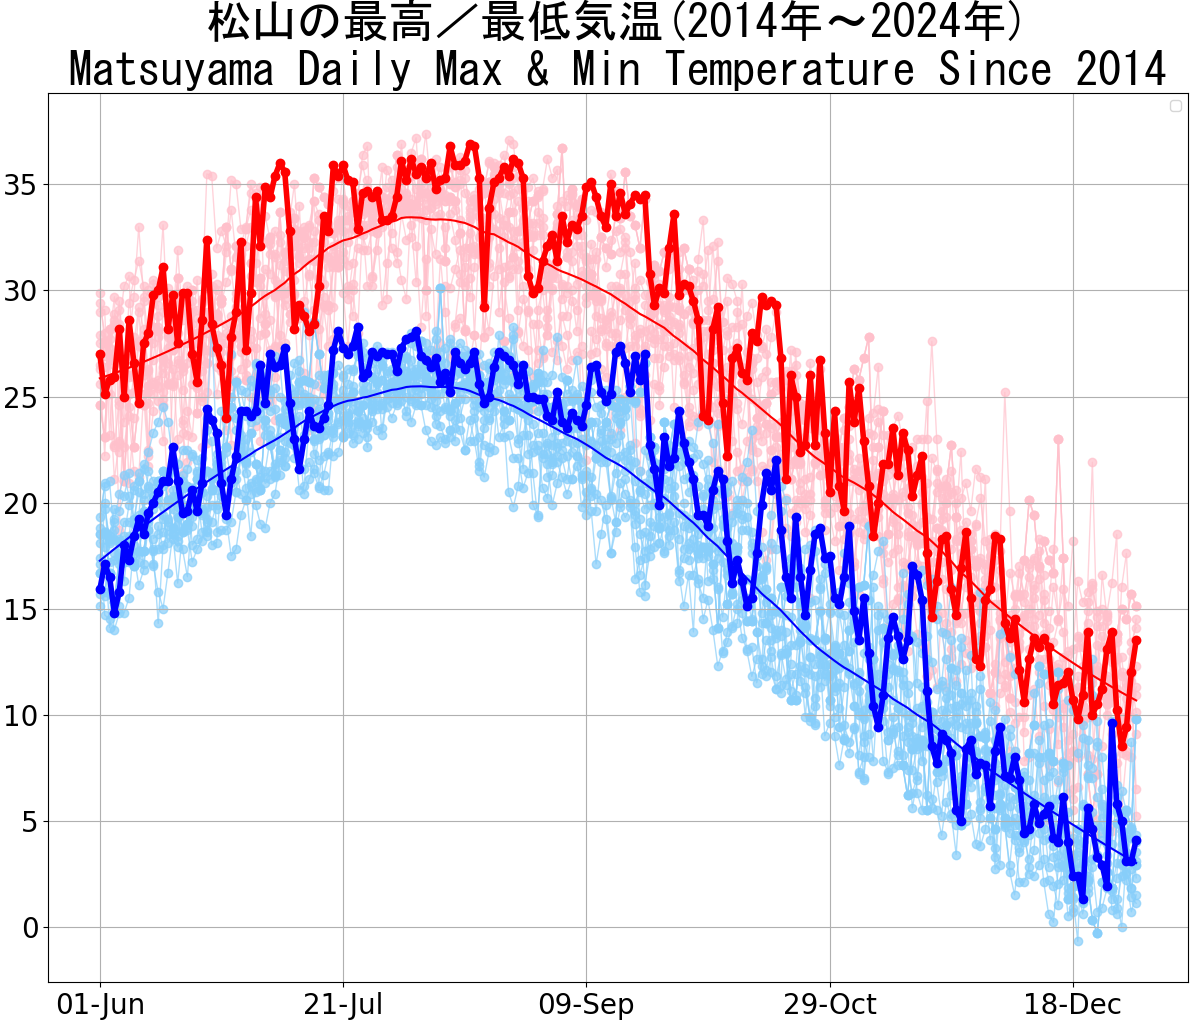 松山の最高／最低気温(2014年～2024年)
Matsuyama Daily Max & Min Temperature Since 2014
35
30
25
20
15
10
5
0
01-Jun 21-Jul 09-Sep 29-Oct 18-Dec